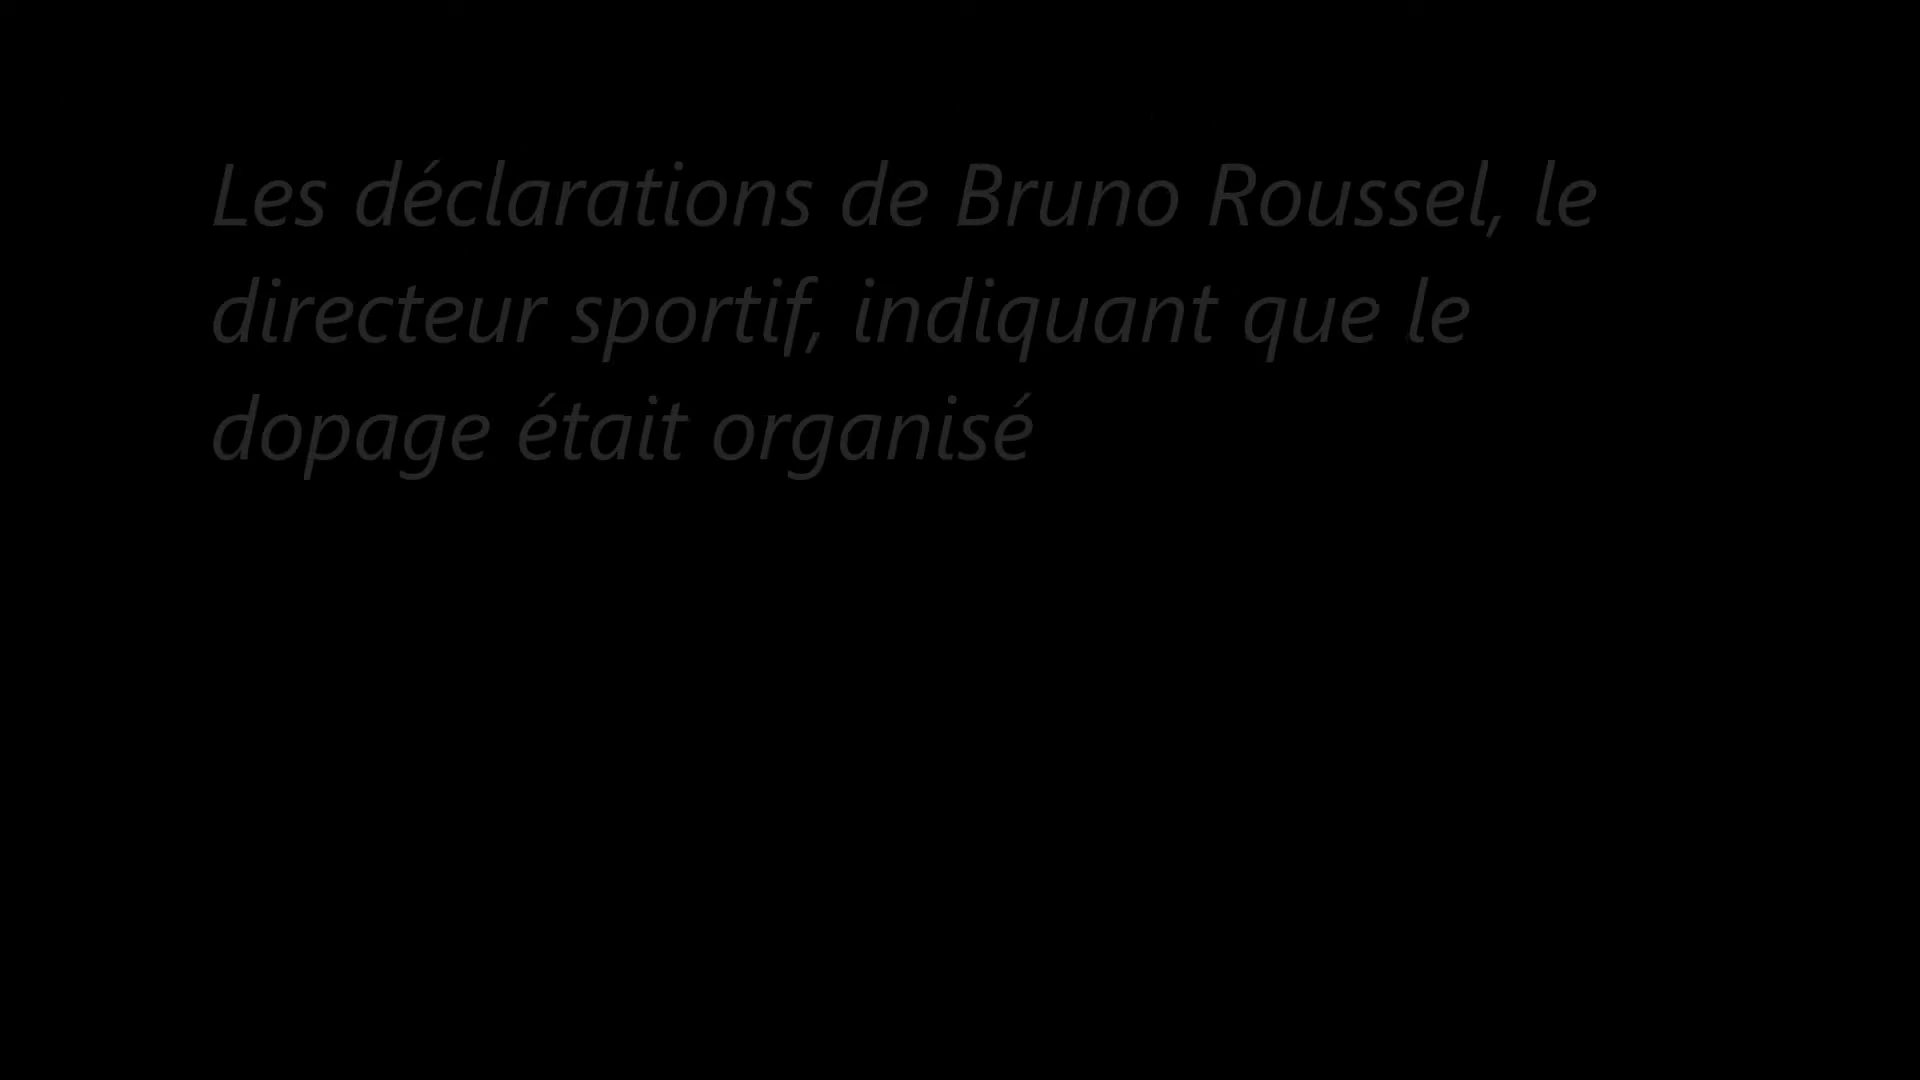 Les déclarations de Bruno Roussel, le
directeur sportif, indiquant que le
dopage était organisé